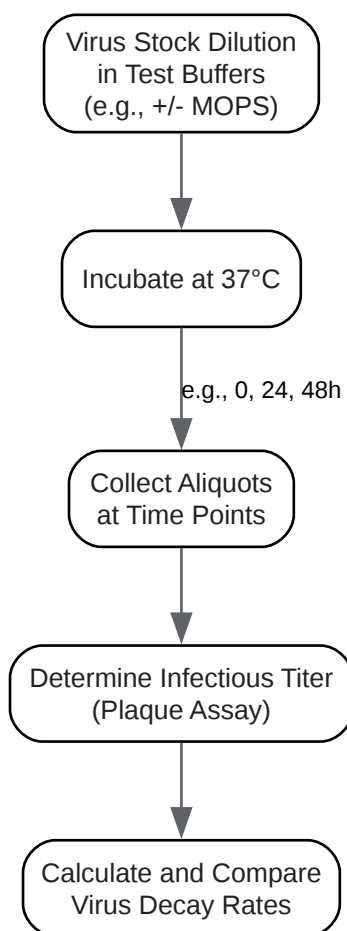 Virus Stock Dilution
in Test Buffers
(e.g., +/- MOPS)
Incubate at 37°C
e.g., 0, 24, 48h
Collect Aliquots
at Time Points
Determine Infectious Titer
(Plaque Assay)
Calculate and Compare
Virus Decay Rates